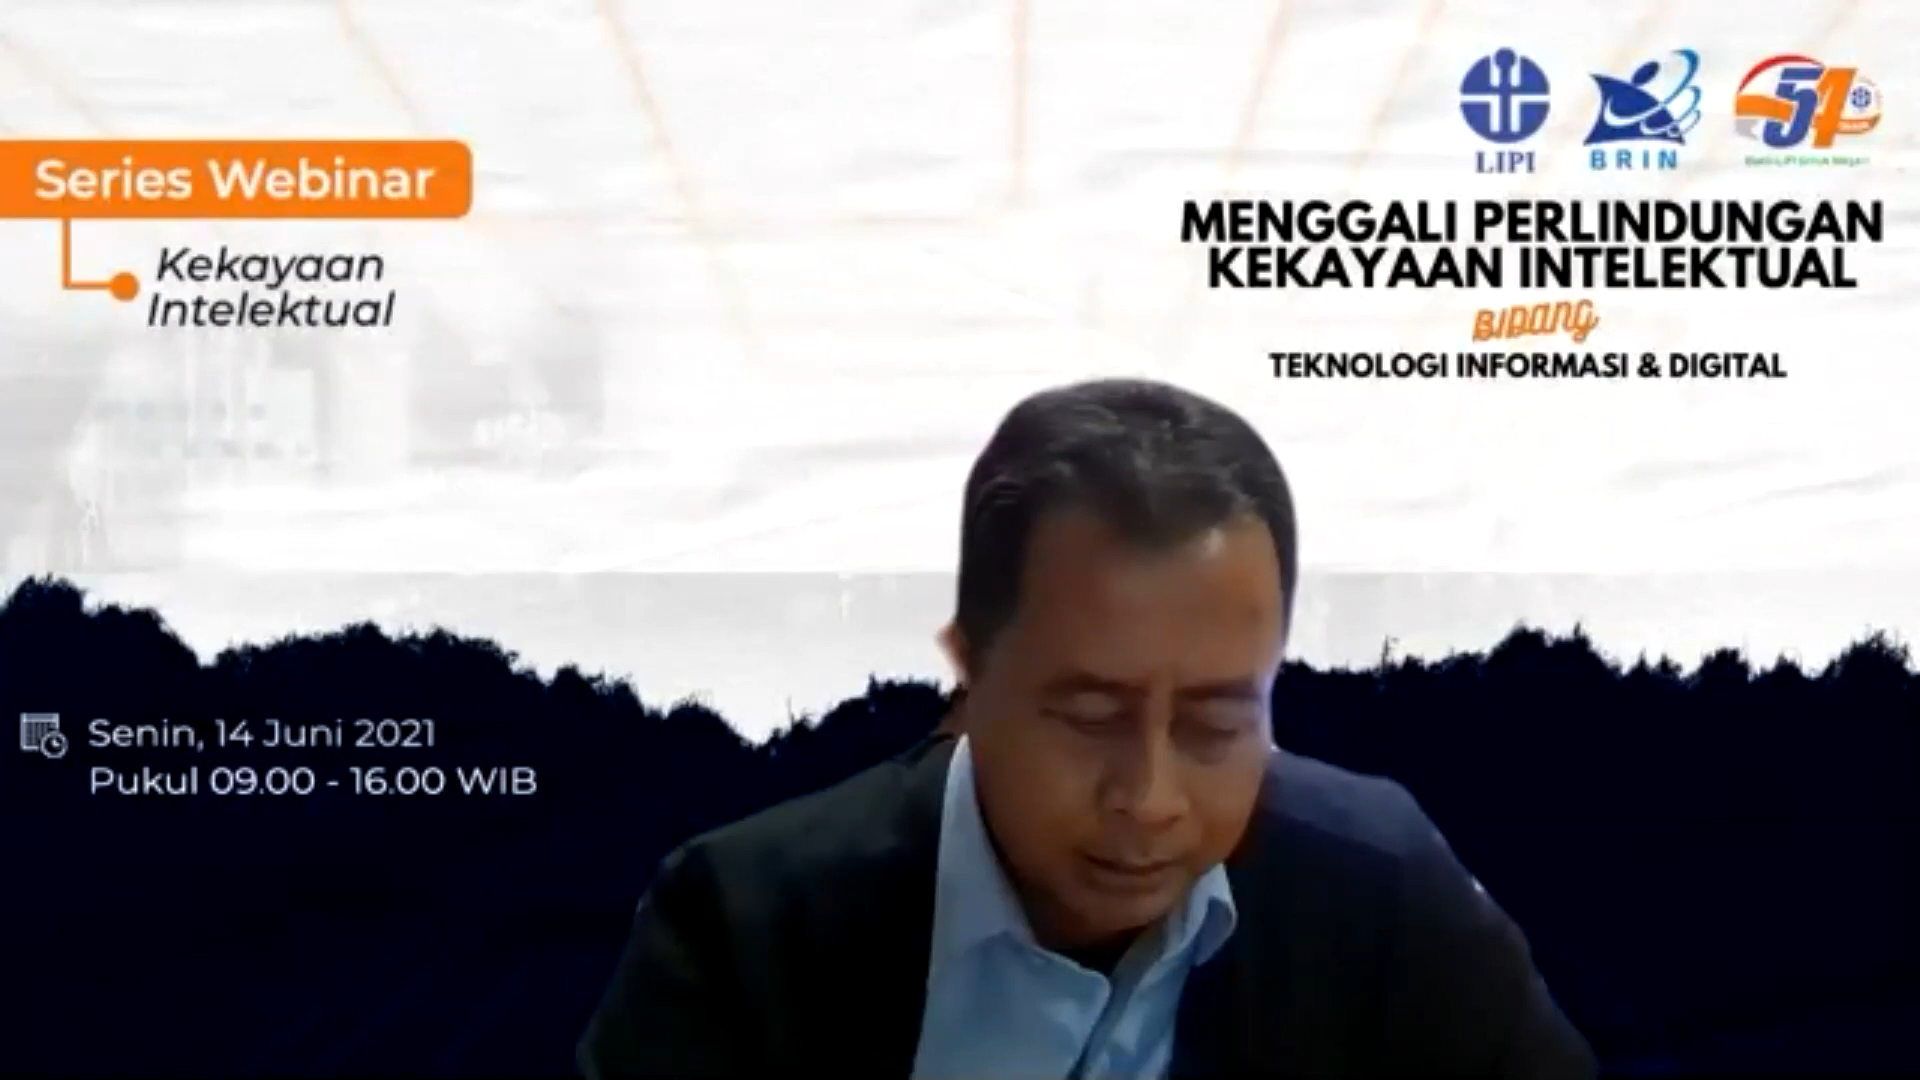 Series Webinar
Kekayaan
Intelektual
LIPI
BRIN
54
MENGGALI PERLINDUNGAN
KEKAYAAN INTELEKTUAL
BIDANG
TEKNOLOGI INFORMASI & DIGITAL
Senin, 14 Juni 2021
Pukul 09.00 - 16.00 WIB